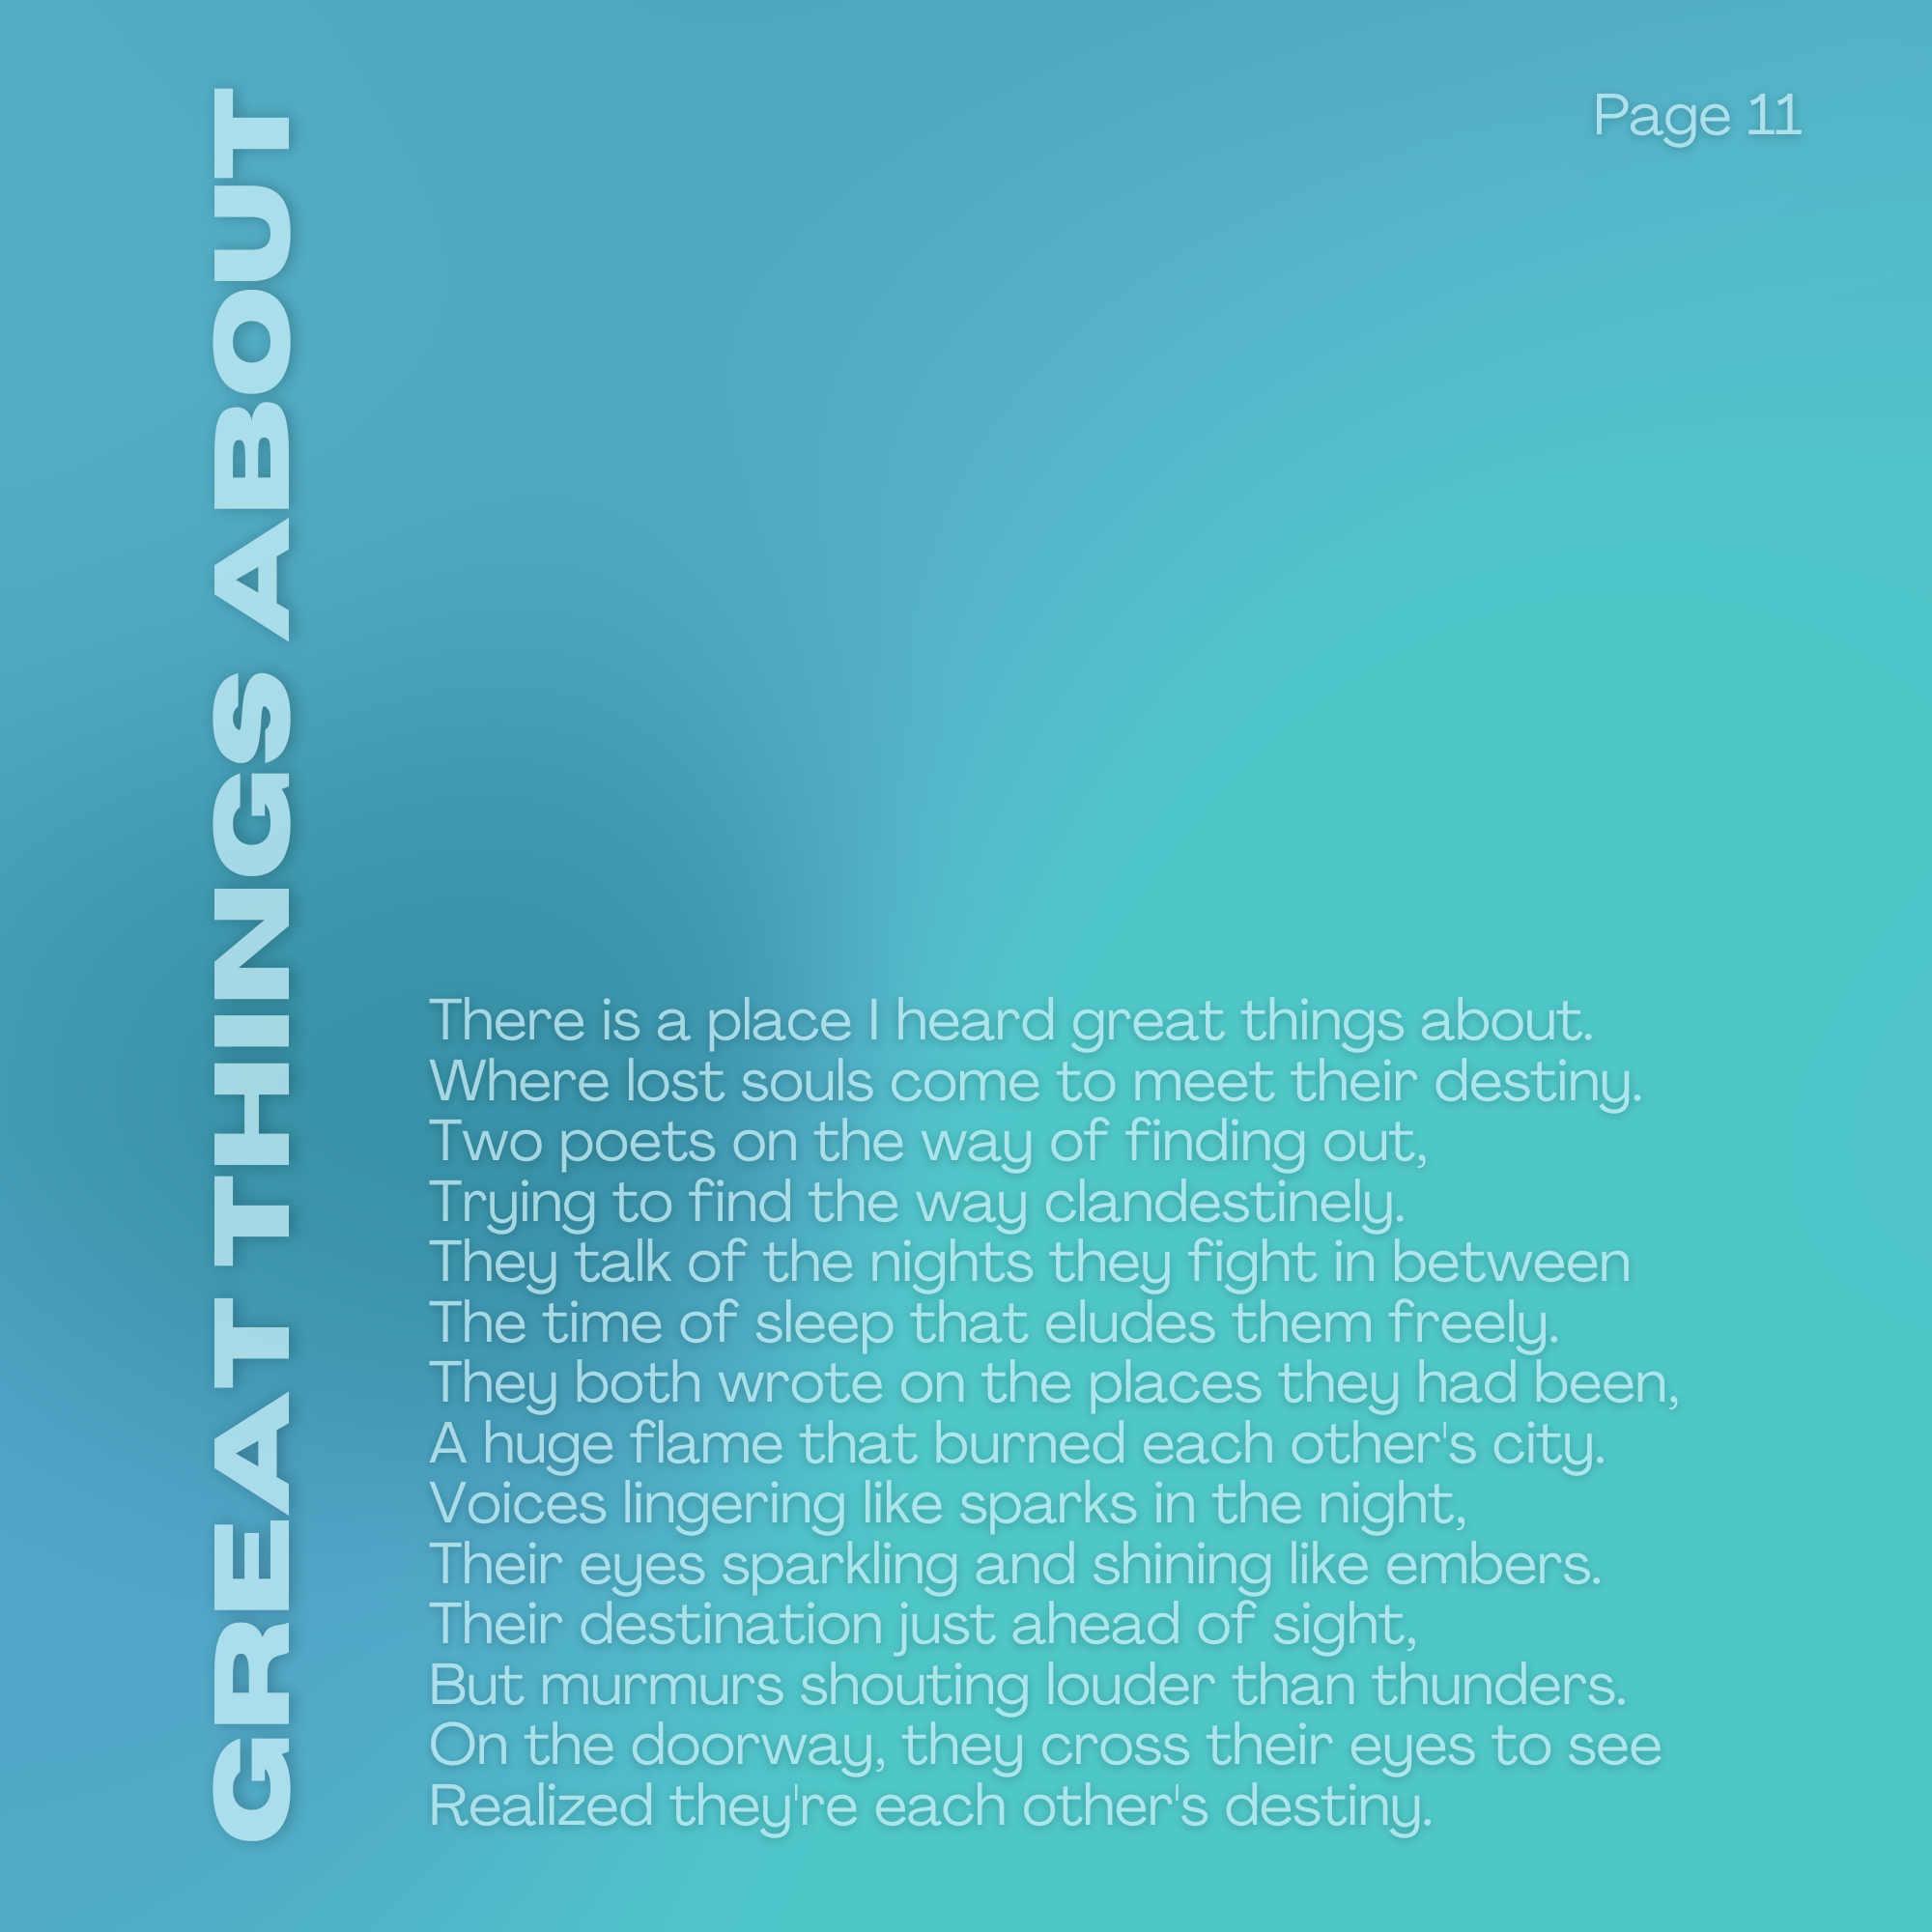 Page 11
GREAT THINGS ABOUT
There is a place I heard great things about.
Where lost souls come to meet their destiny.
Two poets on the way of finding out,
Trying to find the way clandestinely.
They talk of the nights they fight in between
The time of sleep that eludes them freely.
They both wrote on the places they had been,
A huge flame that burned each other's city.
Voices lingering like sparks in the night,
Their eyes sparkling and shining like embers.
Their destination just ahead of sight,
But murmurs shouting louder than thunders.
On the doorway, they cross their eyes to see
Realized they're each other's destiny.